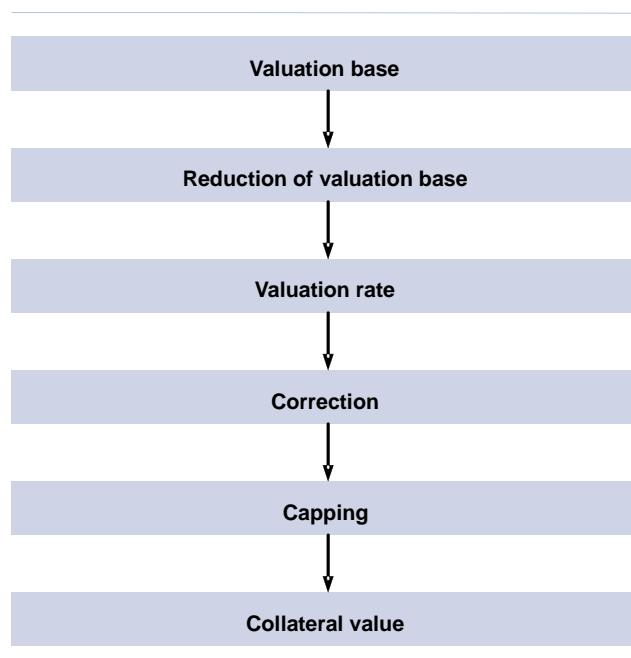 Valuation base
Reduction of valuation base
Valuation rate
Correction
Capping
Collateral value